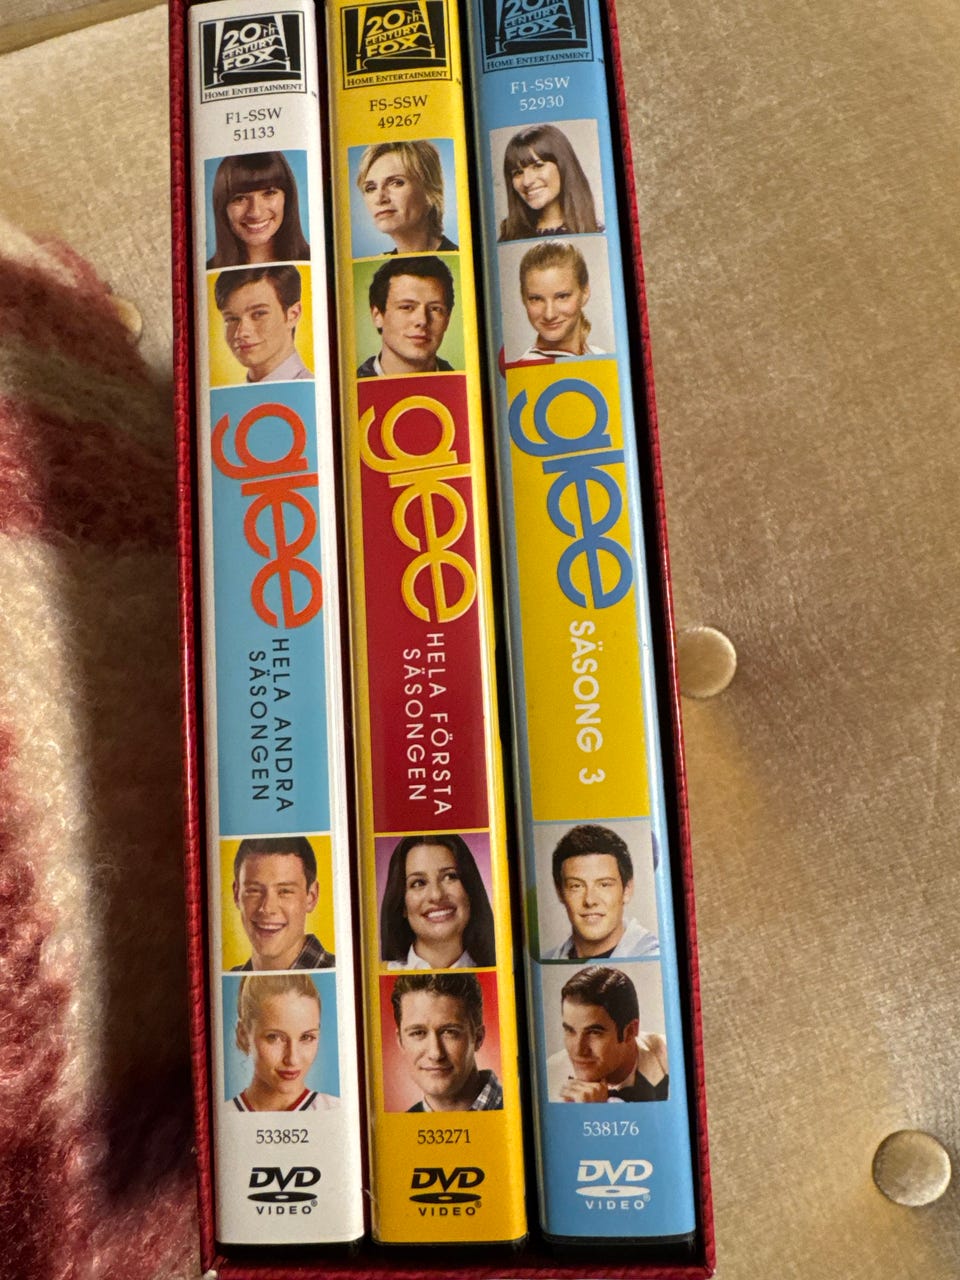 20th
CENTURY
FOX
HOME ENTERTAINMENT
F1-SSW
51133
glee
HELA ANDRA
SÄSONGEN
533852
DVD
VIDEO
20th
CENTURY
FOX
HOME ENTERTAINMENT
FS-SSW
49267
glee
HELA FÖRSTA
SÄSONGEN
533271
DVD
VIDEO®
20th
CENTURY
FOX
HOME ENTERTAINMENT
F1-SSW
52930
glee
SÄSONG 3
538176
DVD
VIDEO®